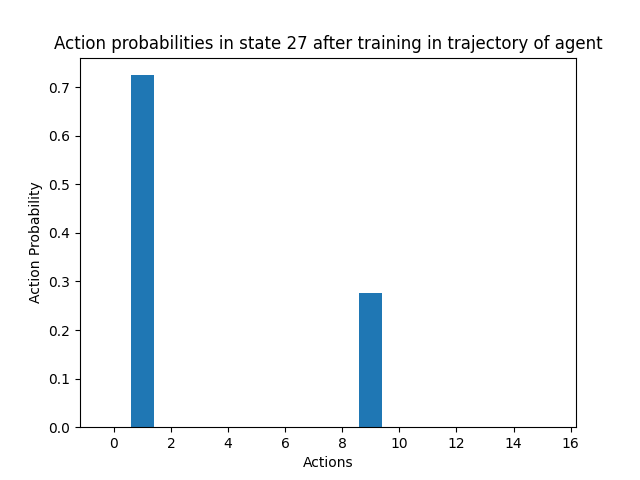 Action probabilities in state 27 after training in trajectory of agent
0.7
0.6
0.5
0.4
0.3
0.2
0.1
0.0
Action Probability
0 2 4 6 8 10 12 14 16
Actions